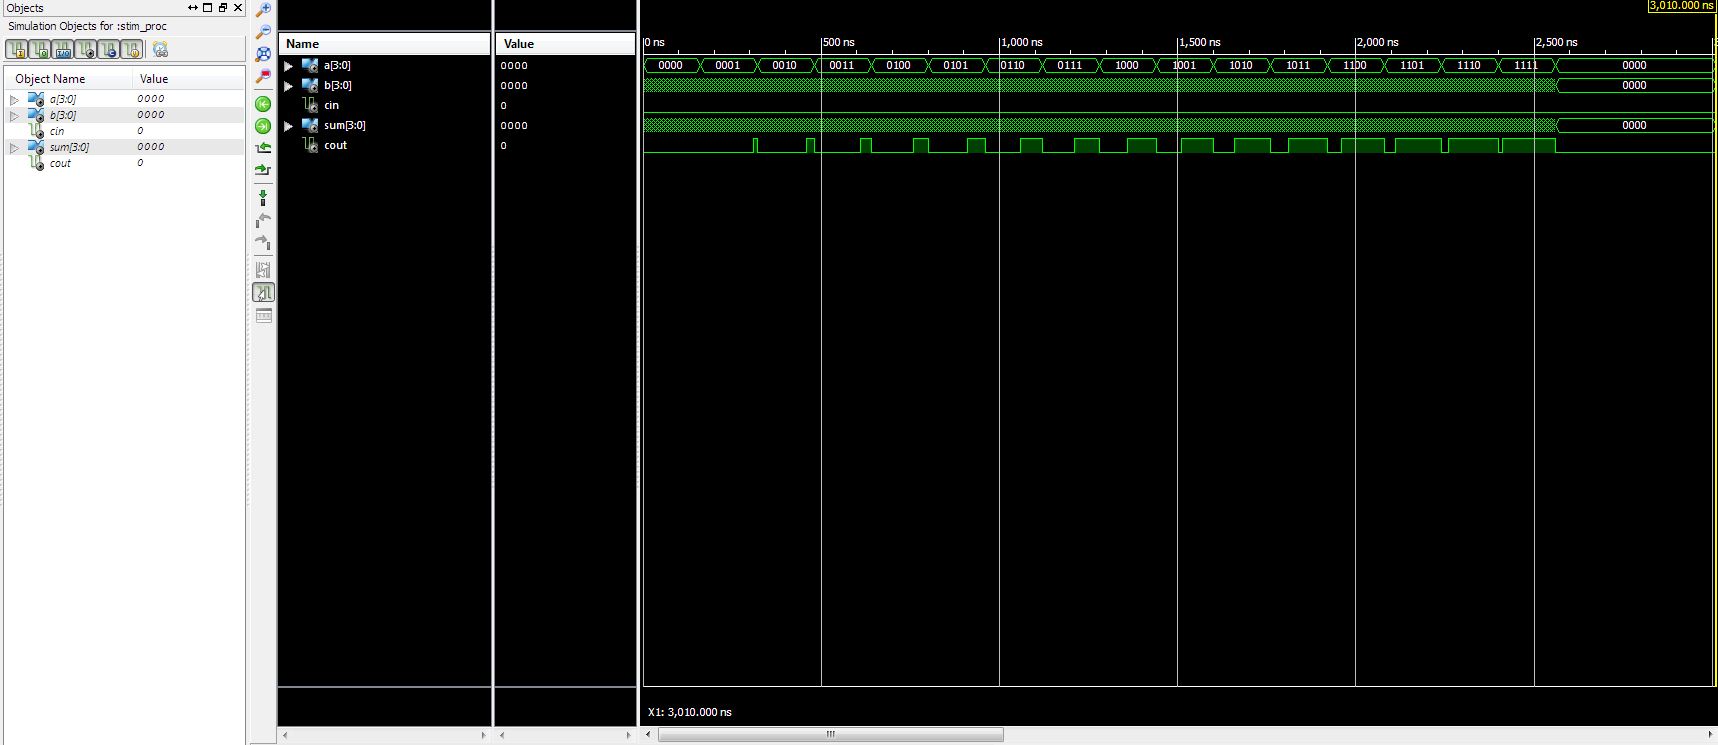 Objects
Simulation Objects for :stim_proc
Object Name Value
a[3:0] 0000
b[3:0] 0000
cin 0
sum[3:0] 0000
cout 0
Name Value
a[3:0] 0000
b[3:0] 0000
cin 0
sum[3:0] 0000
cout 0
3,010.000 ns
0 ns 500 ns 1,000 ns 1,500 ns 2,000 ns 2,500 ns
0000 0001 0010 0011 0100 0101 0110 0111 1000 1001 1010 1011 1100 1101 1110 1111 0000
0000
0000
X1: 3,010.000 ns